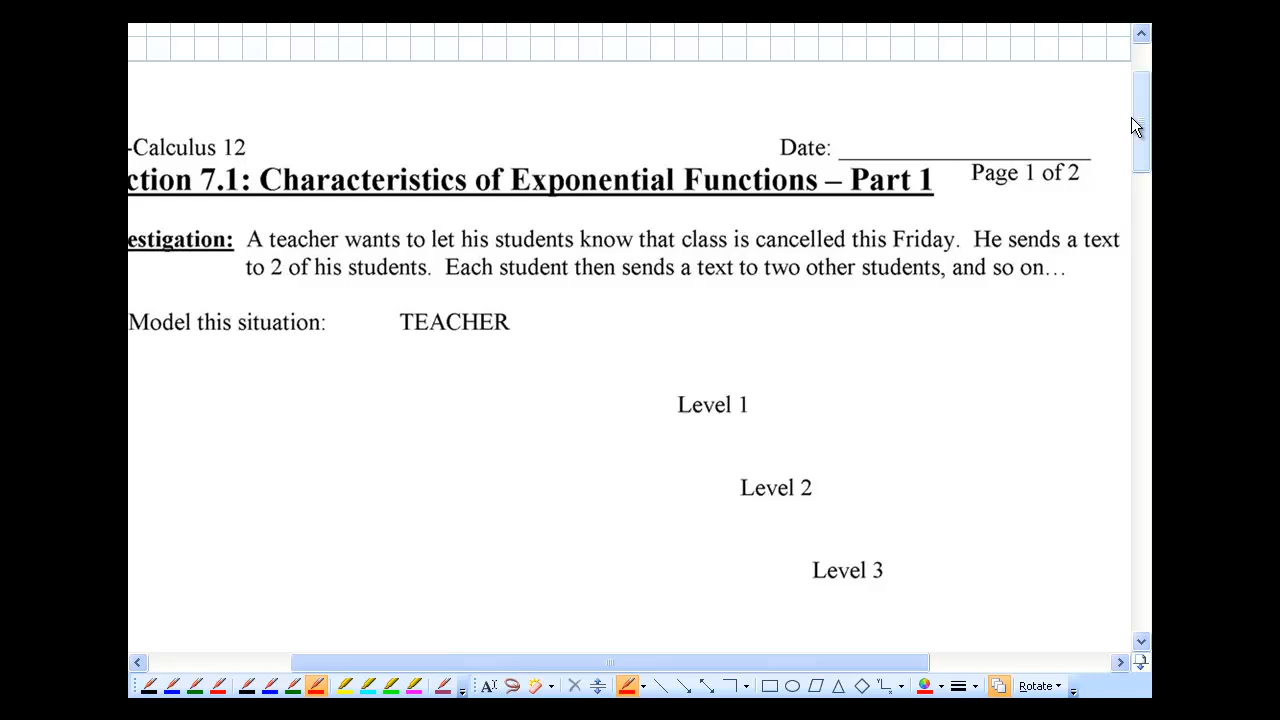 -Calculus 12 Date:
ction 7.1: Characteristics of Exponential Functions – Part 1 Page 1 of 2
estigation: A teacher wants to let his students know that class is cancelled this Friday. He sends a text
to 2 of his students. Each student then sends a text to two other students, and so on…
Model this situation: TEACHER
Level 1
Level 2
Level 3
Rotate